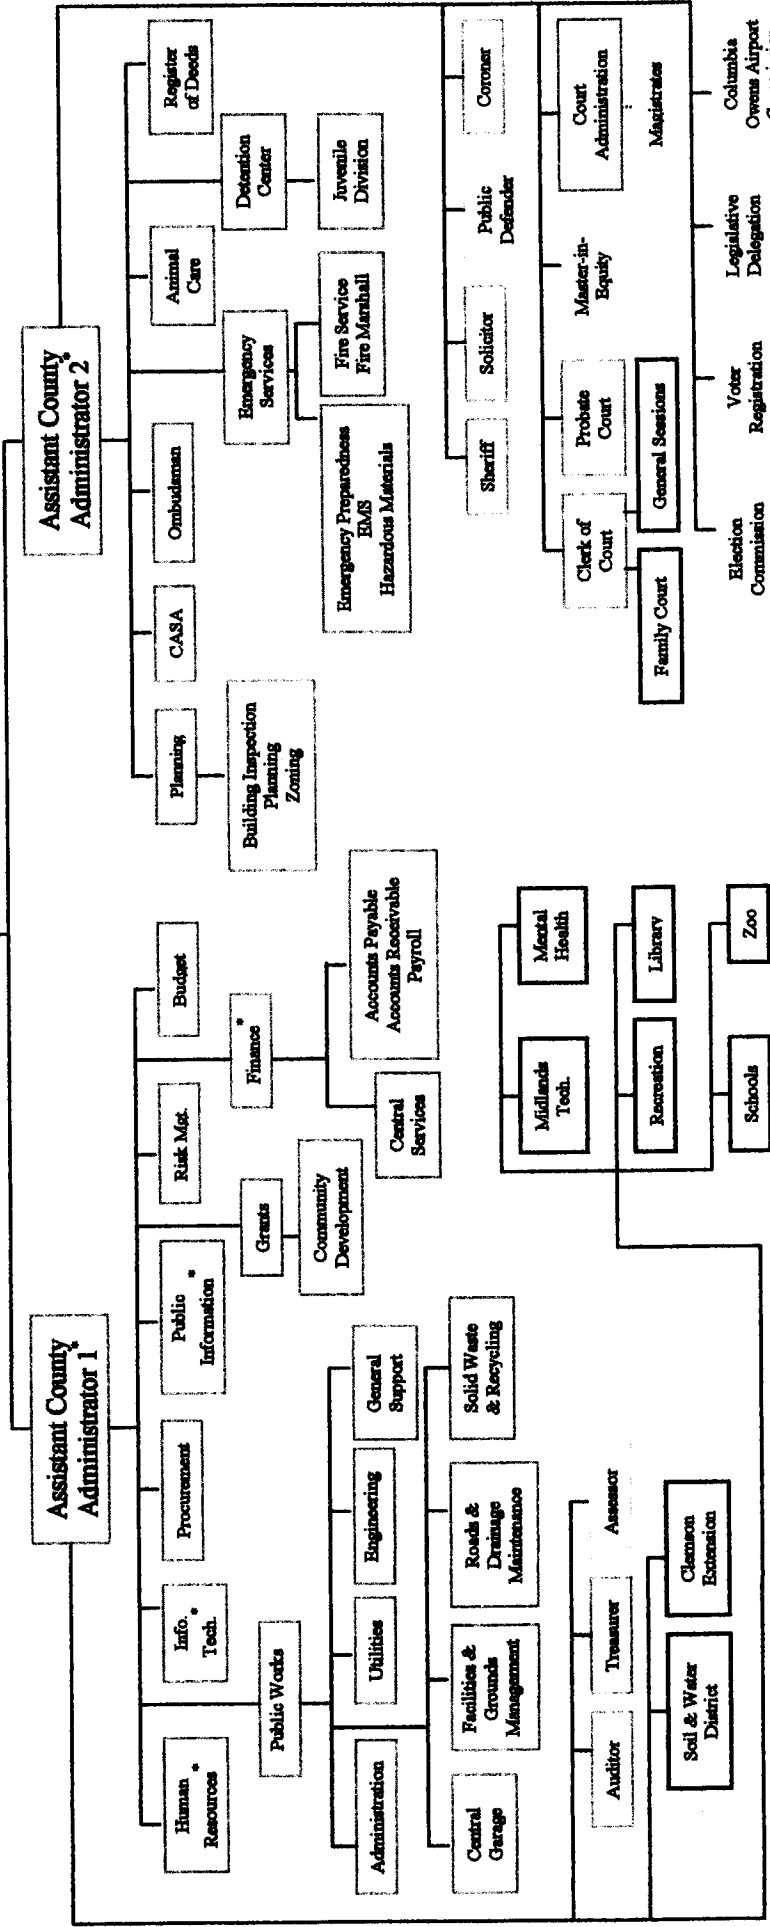 Assistant County
Administrator 1*
Human *
Resources
Info. *
Tech.
Procurement
Public *
Information
Risk Mgt.
Budget
Public Works
Grants
Finance *
Community
Development
Central
Services
Accounts Payable
Accounts Receivable
Payroll
Administration
Utilities
Engineering
General
Support
Central
Garage
Facilities &
Grounds
Management
Roads &
Drainage
Maintenance
Solid Waste
& Recycling
Auditor
Treasurer
Assessor
Soil & Water
District
Clemson
Extension
Midlands
Tech.
Mental
Health
Recreation
Library
Schools
Zoo
Assistant County
Administrator 2*
Planning
CASA
Ombudsman
Animal
Care
Register
of Deeds
Building Inspection
Planning
Zoning
Emergency
Services
Detention
Center
Emergency Preparedness
EMS
Hazardous Materials
Fire Service
Fire Marshall
Juvenile
Division
Sheriff
Solicitor
Public
Defender
Coroner
Clerk of
Court
Probate
Court
Master-in-
Equity
Court
Administration
Family Court
General Sessions
Magistrates
Election
Commission
Voter
Registration
Legislative
Delegation
Columbia
Owens Airport